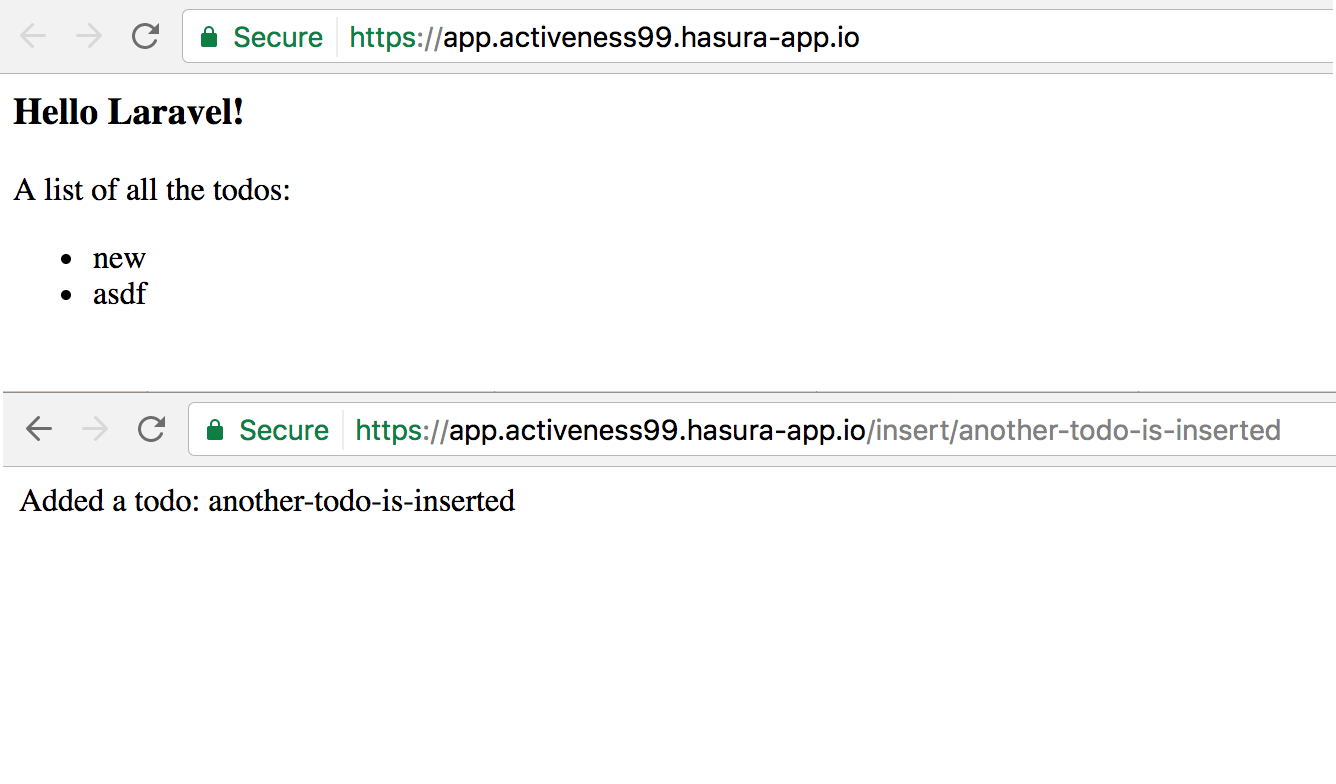 Secure https://app.activeness99.hasura-app.io
Hello Laravel!
A list of all the todos:
• new
• asdf
Secure https://app.activeness99.hasura-app.io/insert/another-todo-is-inserted
Added a todo: another-todo-is-inserted